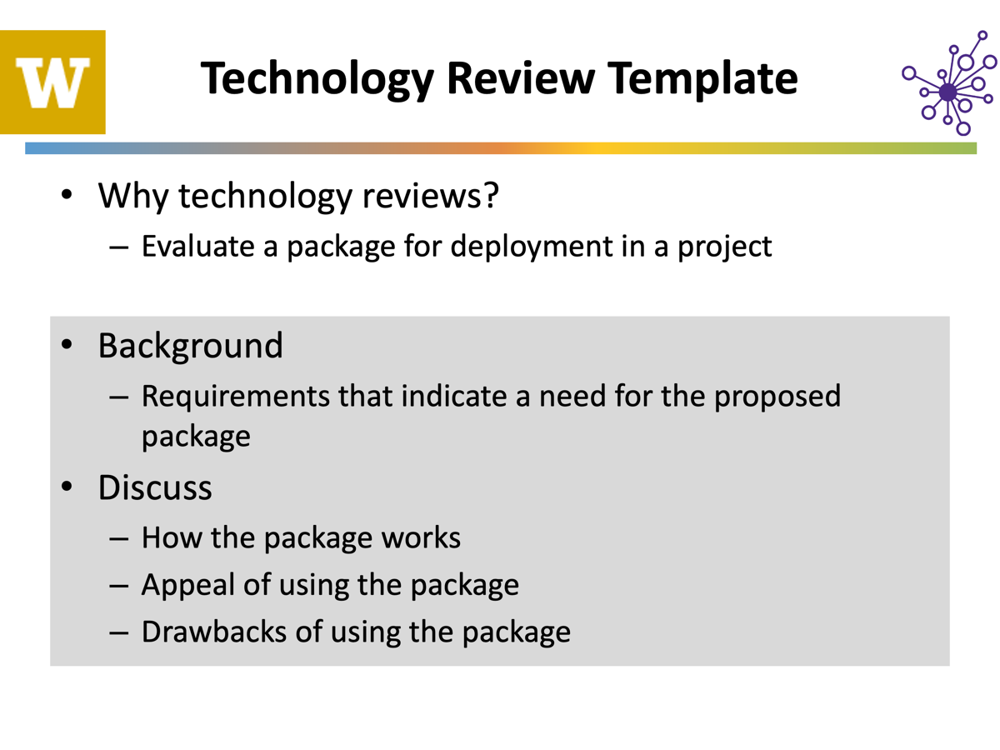 W
Technology Review Template
• Why technology reviews?
– Evaluate a package for deployment in a project
• Background
– Requirements that indicate a need for the proposed
package
• Discuss
– How the package works
– Appeal of using the package
– Drawbacks of using the package